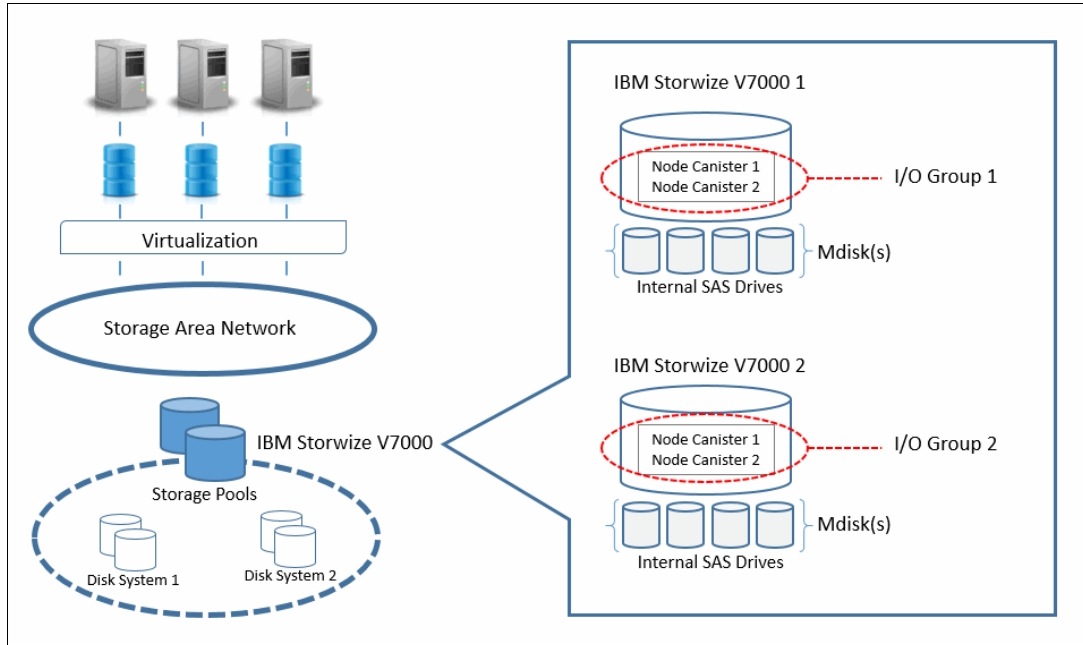 Virtualization
Storage Area Network
IBM Storwize V7000
Storage Pools
Disk System 1
Disk System 2
IBM Storwize V7000 1
Node Canister 1
Node Canister 2
I/O Group 1
Mdisk(s)
Internal SAS Drives
IBM Storwize V7000 2
Node Canister 1
Node Canister 2
I/O Group 2
Mdisk(s)
Internal SAS Drives